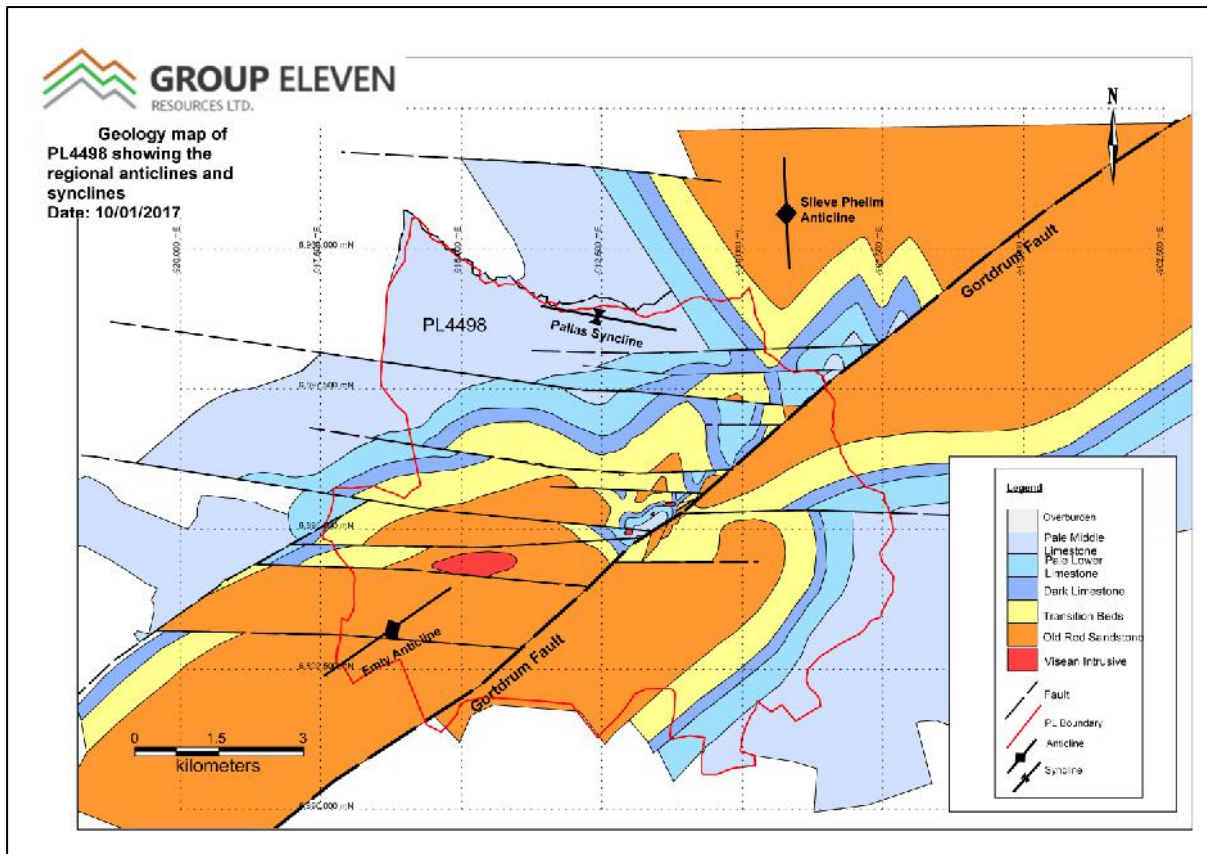 GROUP ELEVEN
RESOURCES LTD.
Geology map of
PL4498 showing the
regional anticlines and
synclines
Date: 10/01/2017
N
Slieve Phelim
Anticline
Gortdrum Fault
PL4498
Pallas Syncline
Emly Anticline
Gortdrum Fault
0 1.5 3
kilometers
Legend
Overburden
Pale Middle
Limestone
Pale Lower
Limestone
Dark Limestone
Transition Beds
Old Red Sandstone
Visean Intrusive
Fault
PL Boundary
Anticline
Syncline